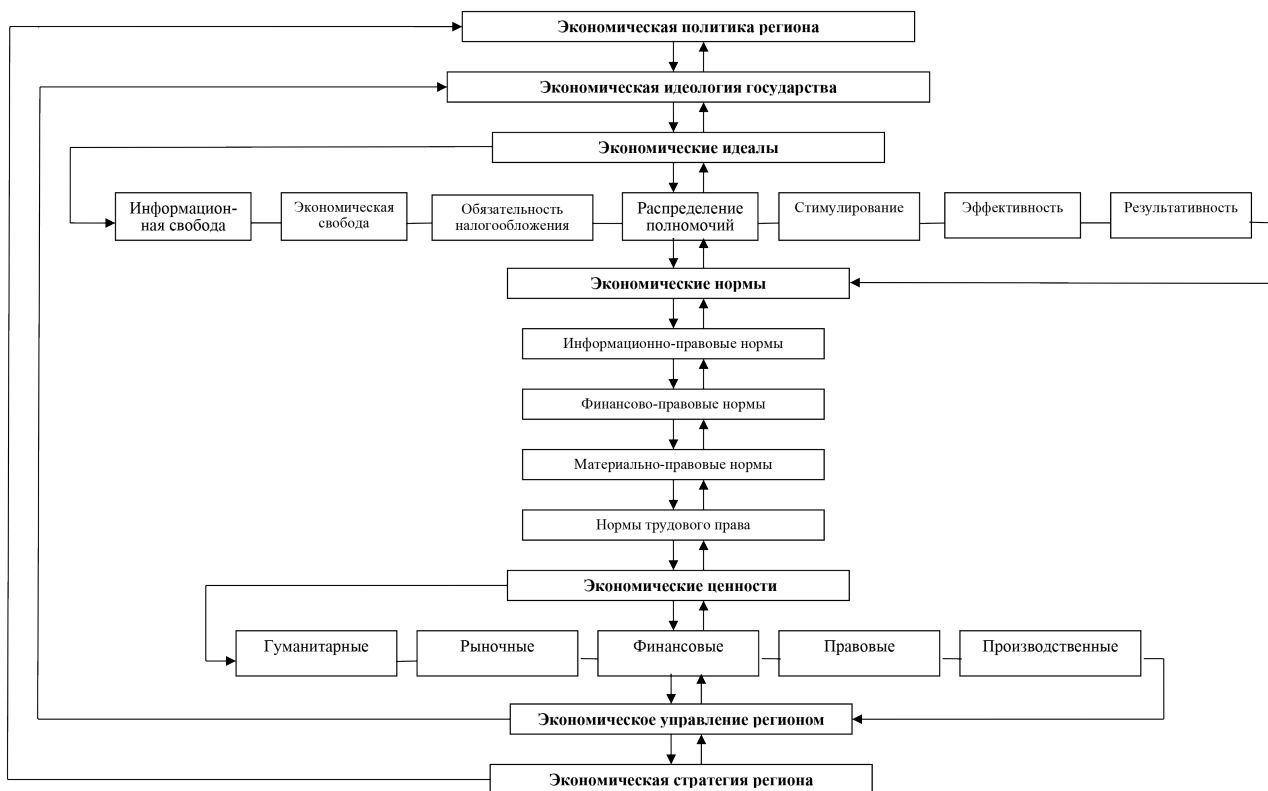 Экономическая политика региона
Экономическая идеология государства
Экономические идеалы
Информацион-
ная свобода
Экономическая
свобода
Обязательность
налогообложения
Распределение
полномочий
Стимулирование
Эффективность
Результативность
Экономические нормы
Информационно-правовые нормы
Финансово-правовые нормы
Материально-правовые нормы
Нормы трудового права
Экономические ценности
Гуманитарные
Рыночные
Финансовые
Правовые
Производственные
Экономическое управление регионом
Экономическая стратегия региона